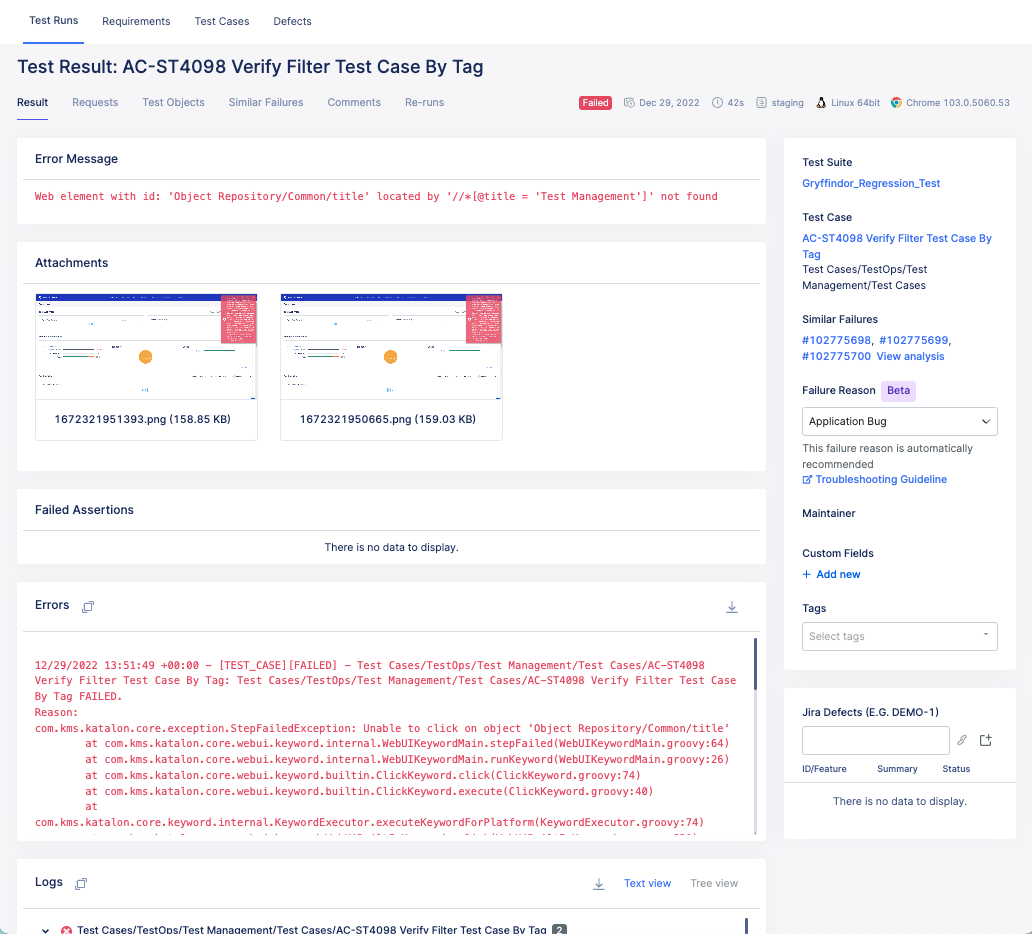 Test Runs Requirements Test Cases Defects
Test Result: AC-ST4098 Verify Filter Test Case By Tag
Result Requests Test Objects Similar Failures Comments Re-runs
Failed Dec 29, 2022 42s staging Linux 64bit Chrome 103.0.5060.53
Error Message
Web element with id: 'Object Repository/Common/title' located by '//*[@title = 'Test Management']' not found
Attachments
1672321951393.png (158.85 KB) 1672321950665.png (159.03 KB)
Failed Assertions
There is no data to display.
Errors
12/29/2022 13:51:49 +00:00 - [TEST_CASE][FAILED] - Test Cases/TestOps/Test Management/Test Cases/AC-ST4098
Verify Filter Test Case By Tag: Test Cases/TestOps/Test Management/Test Cases/AC-ST4098 Verify Filter Test Case
By Tag FAILED.
Reason:
com.kms.katalon.core.exception.StepFailedException: Unable to click on object 'Object Repository/Common/title'
at com.kms.katalon.core.webui.keyword.internal.WebUIKeywordMain.stepFailed(WebUIKeywordMain.groovy:64)
at com.kms.katalon.core.webui.keyword.internal.WebUIKeywordMain.runKeyword(WebUIKeywordMain.groovy:26)
at com.kms.katalon.core.webui.keyword.builtin.ClickKeyword.click(ClickKeyword.groovy:74)
at com.kms.katalon.core.webui.keyword.builtin.ClickKeyword.execute(ClickKeyword.groovy:40)
at
com.kms.katalon.core.keyword.internal.KeywordExecutor.executeKeywordForPlatform(KeywordExecutor.groovy:74)
Logs
Text view Tree view
Test Cases/TestOps/Test Management/Test Cases/AC-ST4098 Verify Filter Test Case By Tag 2
Test Suite
Gryffindor_Regression_Test
Test Case
AC-ST4098 Verify Filter Test Case By
Tag
Test Cases/TestOps/Test
Management/Test Cases
Similar Failures
#102775698, #102775699,
#102775700 View analysis
Failure Reason Beta
Application Bug
This failure reason is automatically
recommended
Troubleshooting Guideline
Maintainer
Custom Fields
+ Add new
Tags
Select tags
Jira Defects (E.G. DEMO-1)
ID/Feature Summary Status
There is no data to display.